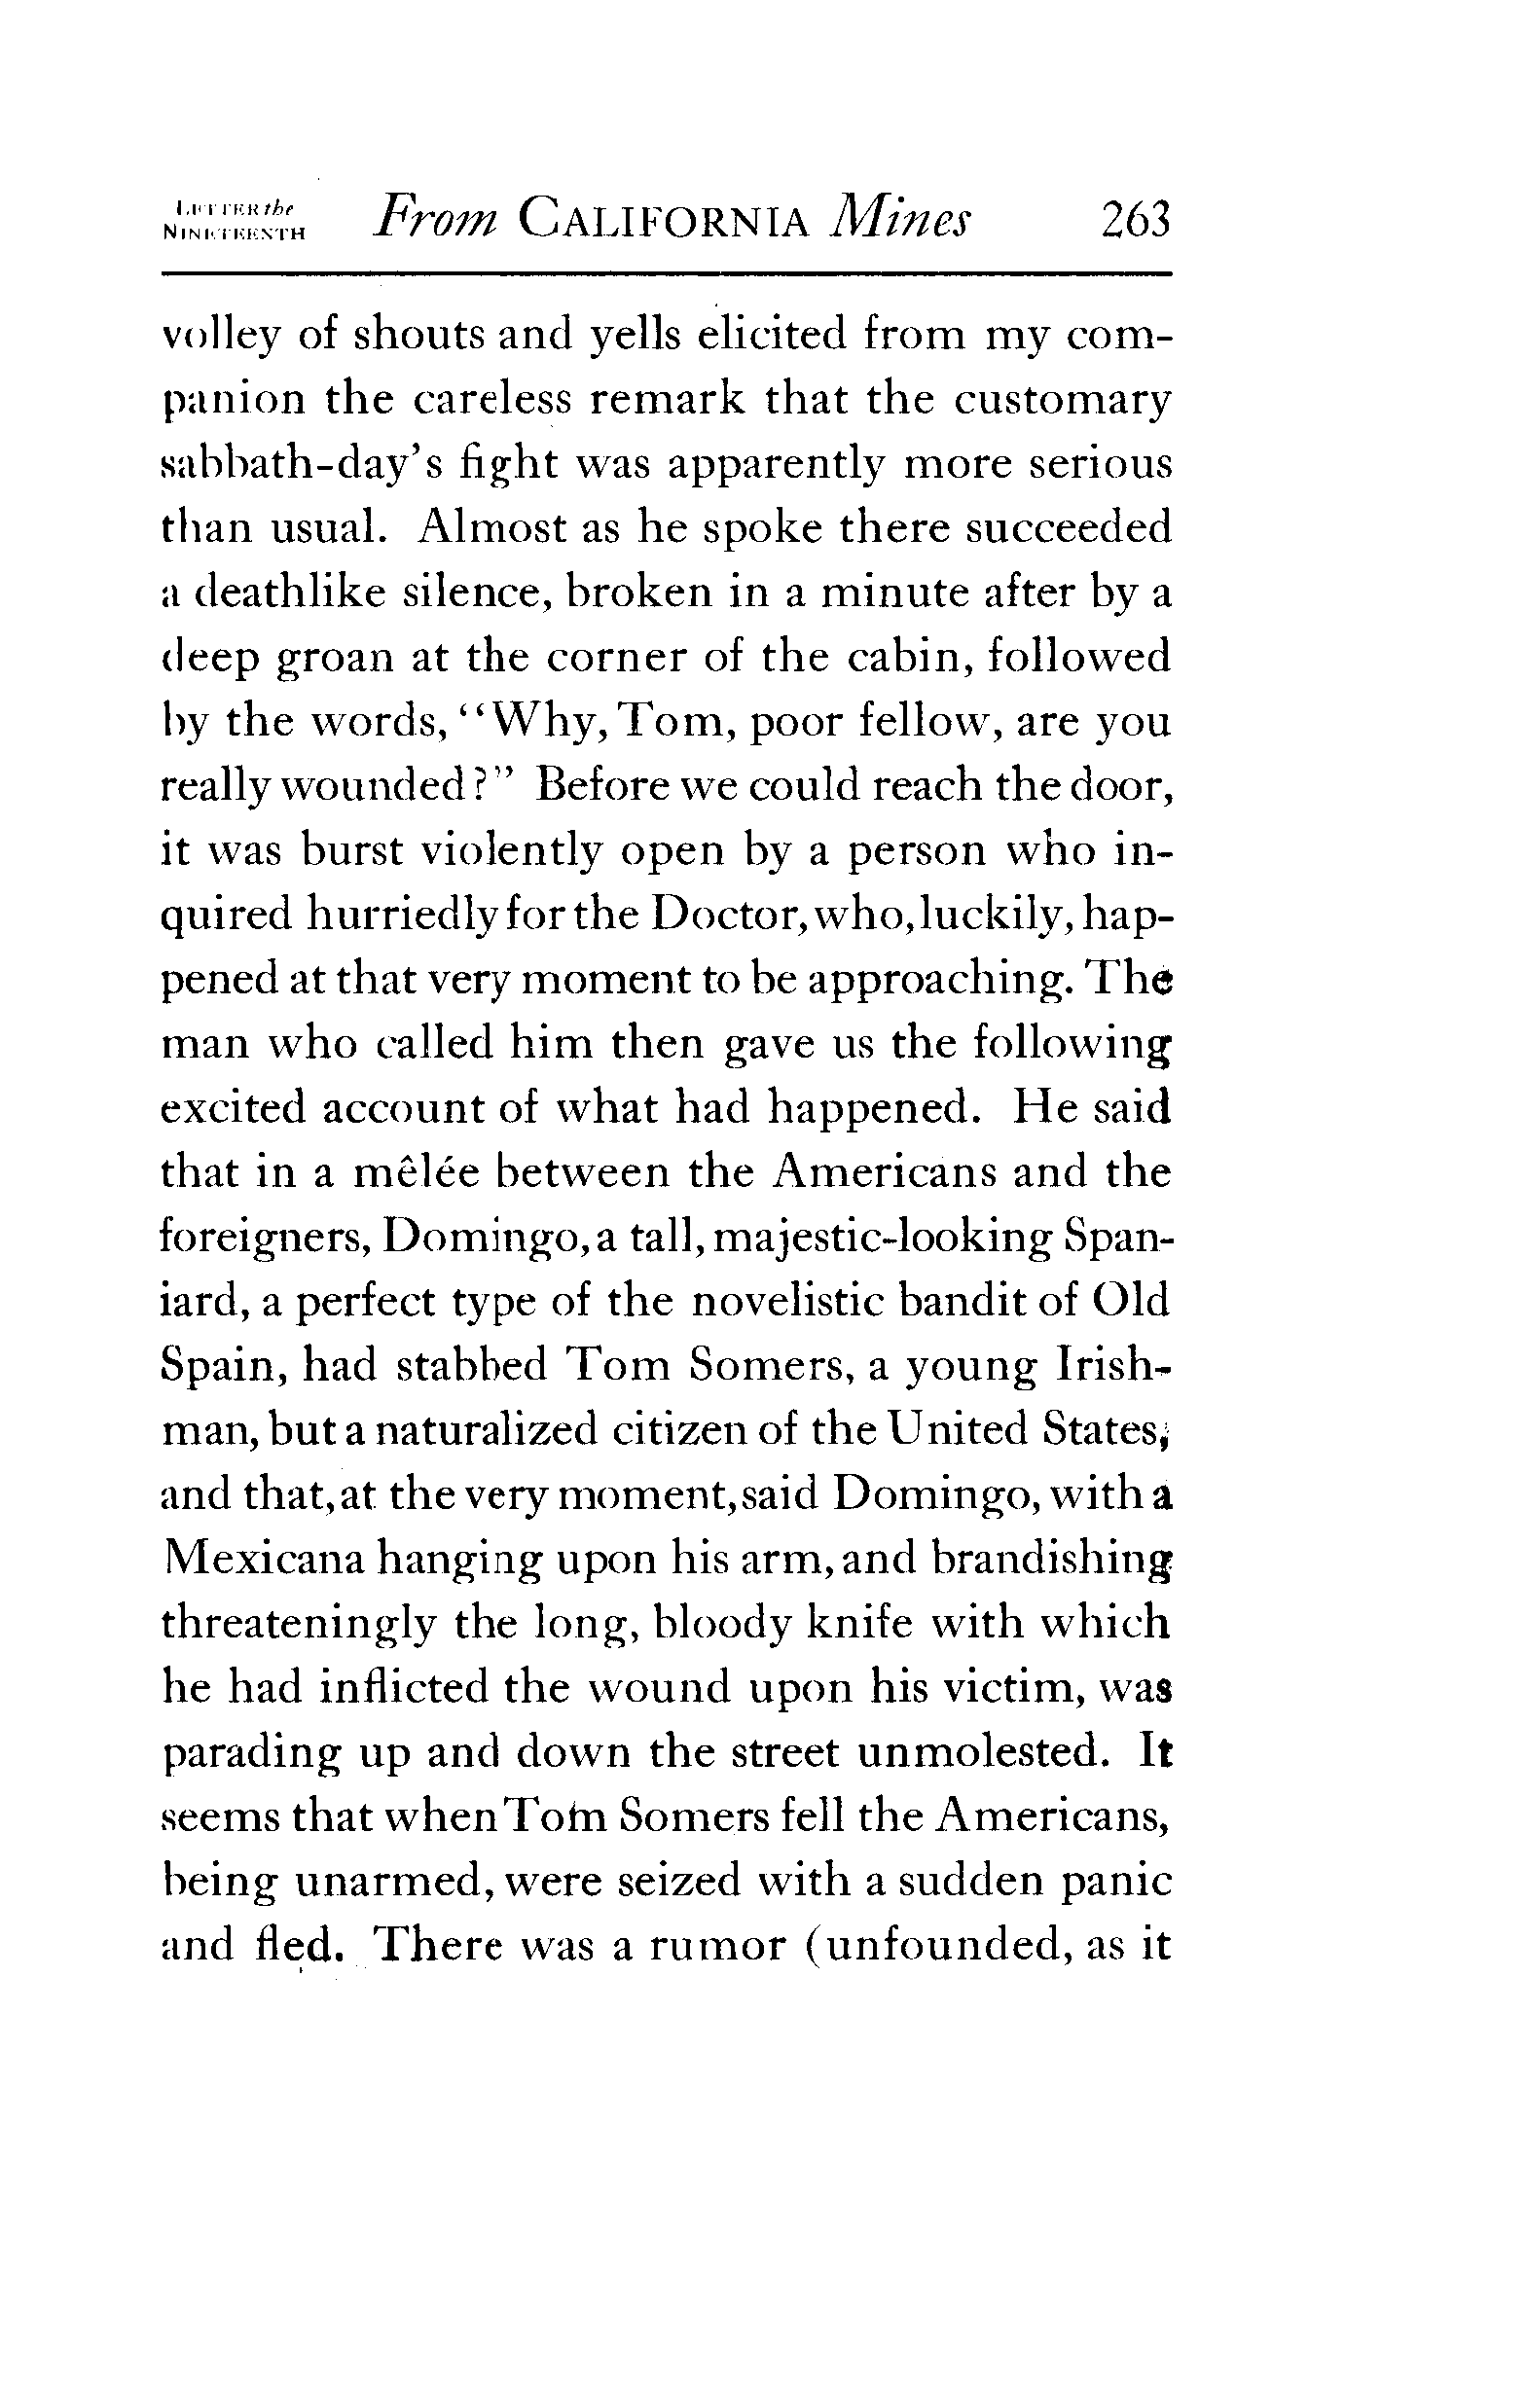 LETTER the
NINETEENTH
From CALIFORNIA Mines 263
volley of shouts and yells elicited from my com-
panion the careless remark that the customary
sabbath-day's fight was apparently more serious
than usual. Almost as he spoke there succeeded
a deathlike silence, broken in a minute after by a
deep groan at the corner of the cabin, followed
by the words, "Why, Tom, poor fellow, are you
really wounded?" Before we could reach the door,
it was burst violently open by a person who in-
quired hurriedly for the Doctor, who, luckily, hap-
pened at that very moment to be approaching. The
man who called him then gave us the following
excited account of what had happened. He said
that in a mêlée between the Americans and the
foreigners, Domingo, a tall, majestic-looking Span-
iard, a perfect type of the novelistic bandit of Old
Spain, had stabbed Tom Somers, a young Irish-
man, but a naturalized citizen of the United States,
and that, at the very moment, said Domingo, with a
Mexicana hanging upon his arm, and brandishing
threateningly the long, bloody knife with which
he had inflicted the wound upon his victim, was
parading up and down the street unmolested. It
seems that when Tom Somers fell the Americans,
being unarmed, were seized with a sudden panic
and fled. There was a rumor (unfounded, as it